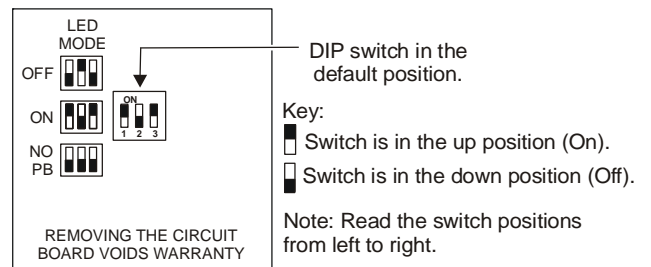 LED
MODE
OFF
ON
NO
PB
ON
1 2 3
REMOVING THE CIRCUIT
BOARD VOIDS WARRANTY
DIP switch in the
default position.
Key:
Switch is in the up position (On).
Switch is in the down position (Off).
Note: Read the switch positions
from left to right.